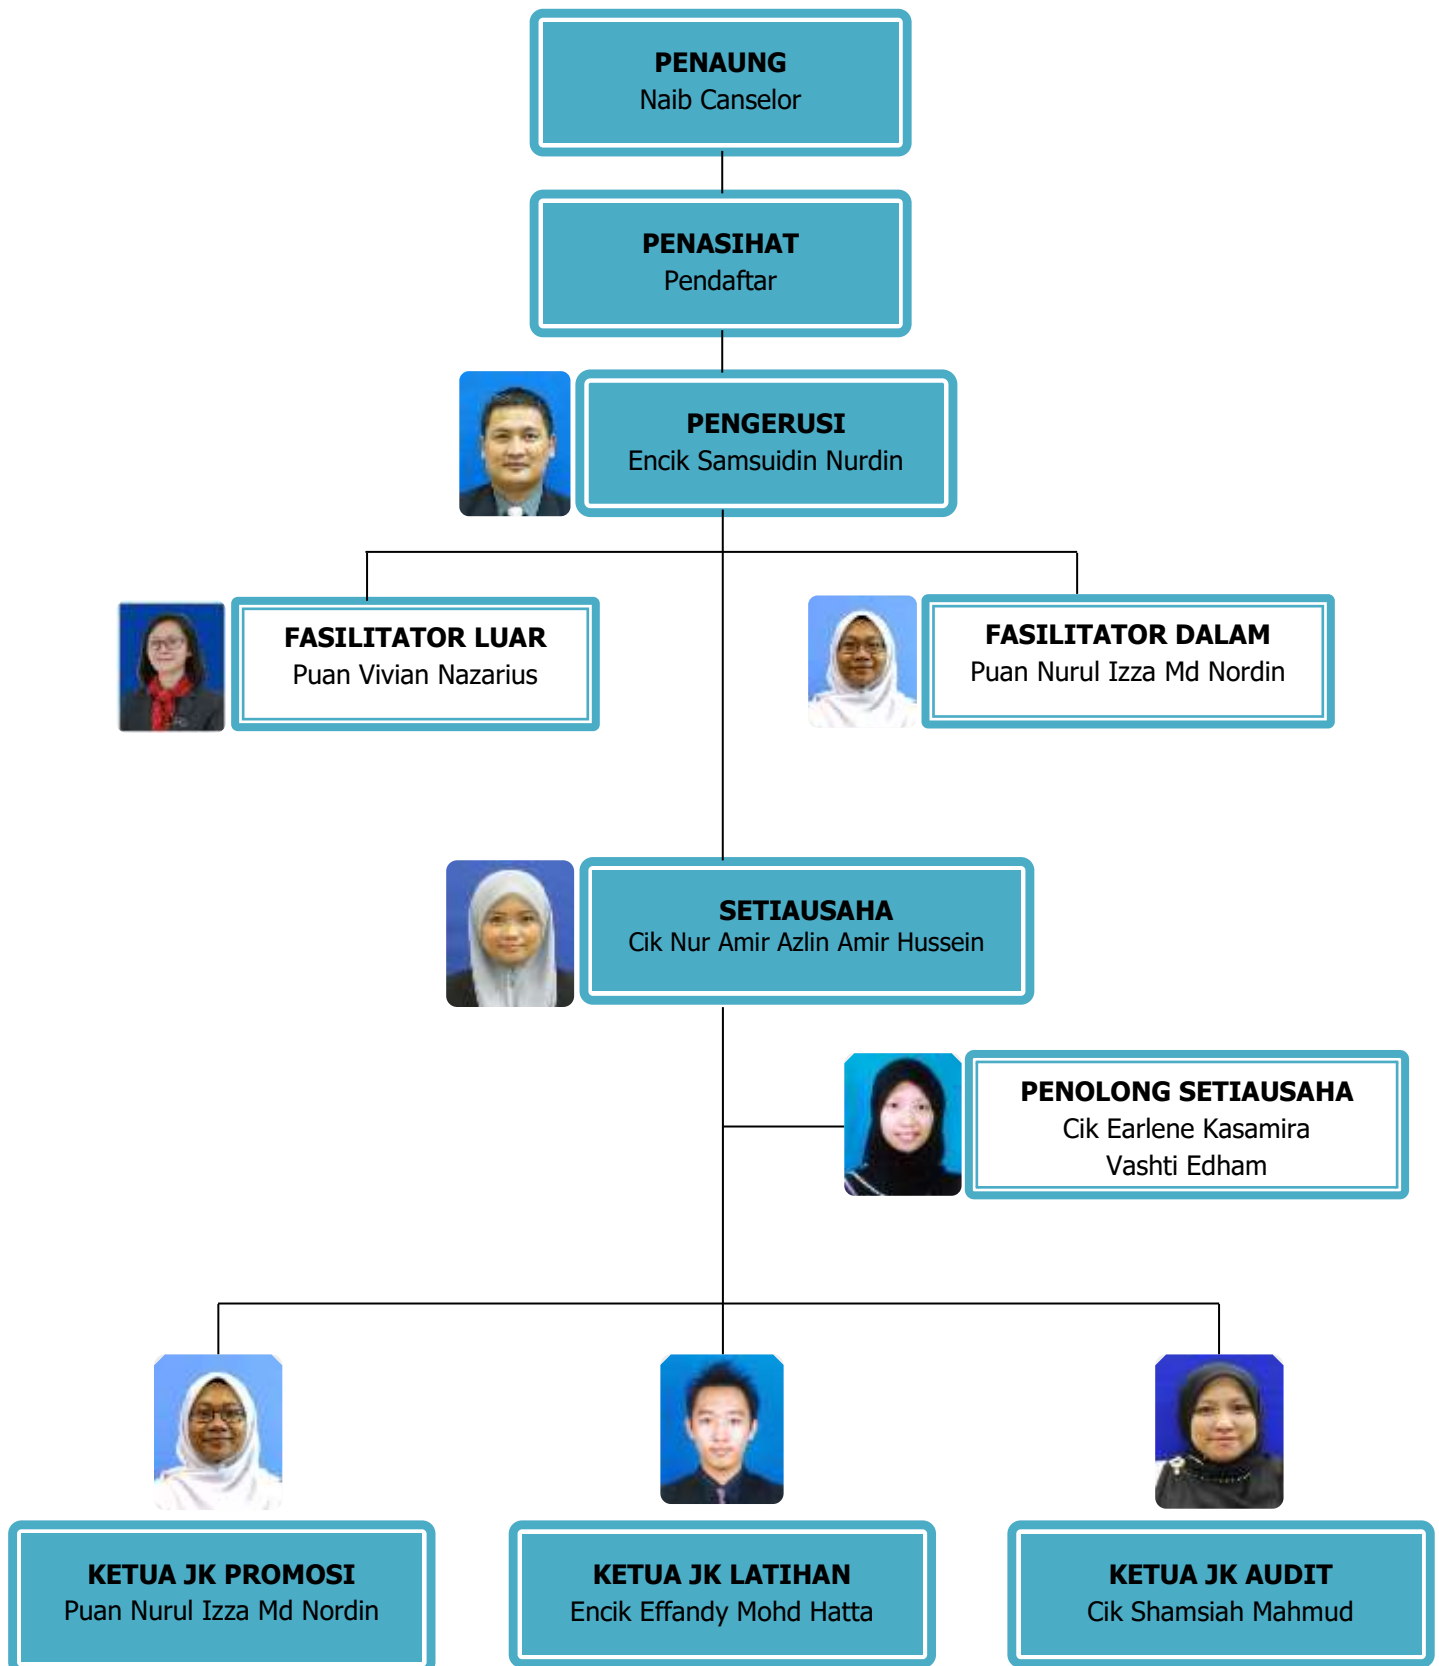 PENAUNG
Naib Canselor
PENASIHAT
Pendaftar
PENGERUSI
Encik Samsuidin Nurdin
FASILITATOR LUAR
Puan Vivian Nazarius
FASILITATOR DALAM
Puan Nurul Izza Md Nordin
SETIAUSAHA
Cik Nur Amir Azlin Amir Hussein
PENOLONG SETIAUSAHA
Cik Earlene Kasamira
Vashti Edham
KETUA JK PROMOSI
Puan Nurul Izza Md Nordin
KETUA JK LATIHAN
Encik Effandy Mohd Hatta
KETUA JK AUDIT
Cik Shamsiah Mahmud